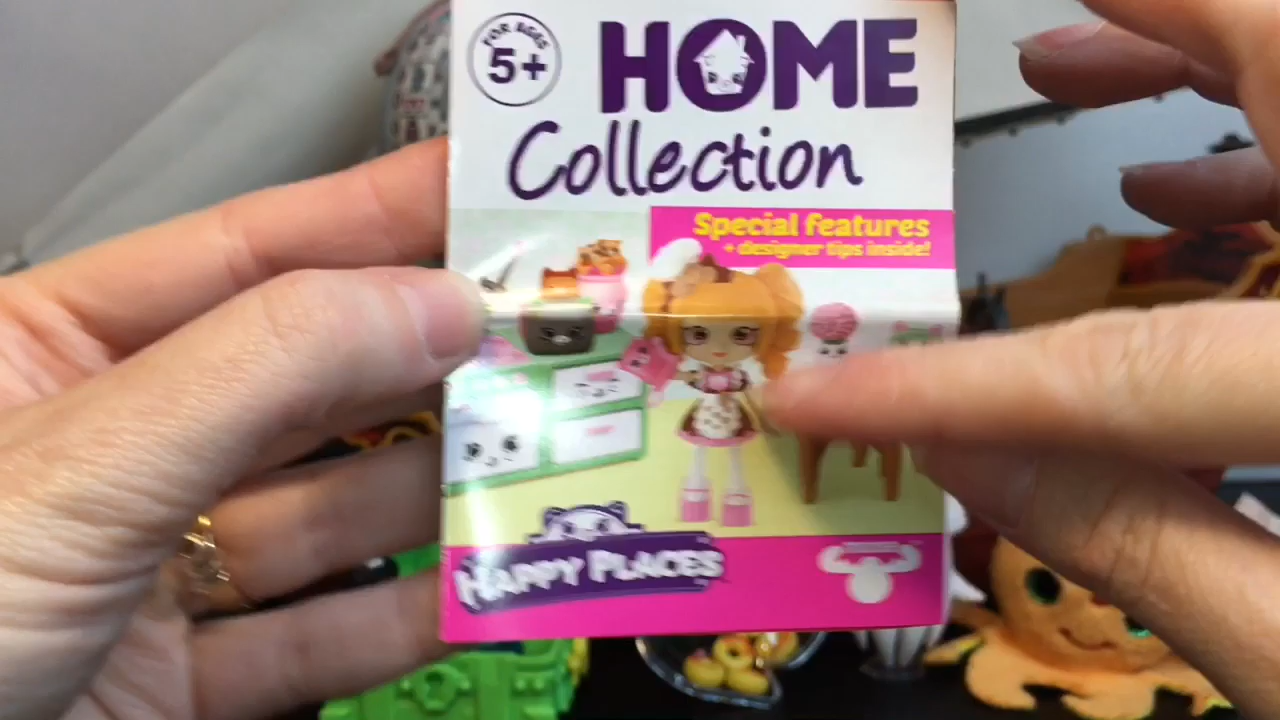 FOR AGES
5+
HOME
Collection
Special features
+ designer tips inside!
HAPPY PLACES